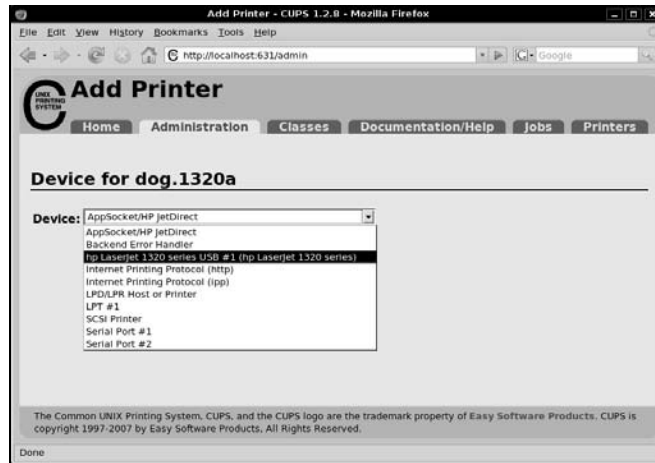 Add Printer - CUPS 1.2.8 - Mozilla Firefox
File Edit View History Bookmarks Tools Help
http://localhost:631/admin
Google
UNIX
PRINTING
SYSTEM
Add Printer
Home Administration Classes Documentation/Help Jobs Printers
Device for dog.1320a
Device: AppSocket/HP JetDirect
AppSocket/HP JetDirect
Backend Error Handler
hp LaserJet 1320 series USB #1 (hp LaserJet 1320 series)
Internet Printing Protocol (http)
Internet Printing Protocol (ipp)
LPD/LPR Host or Printer
LPT #1
SCSI Printer
Serial Port #1
Serial Port #2
The Common UNIX Printing System, CUPS, and the CUPS logo are the trademark property of Easy Software Products. CUPS is
copyright 1997-2007 by Easy Software Products, All Rights Reserved.
Done